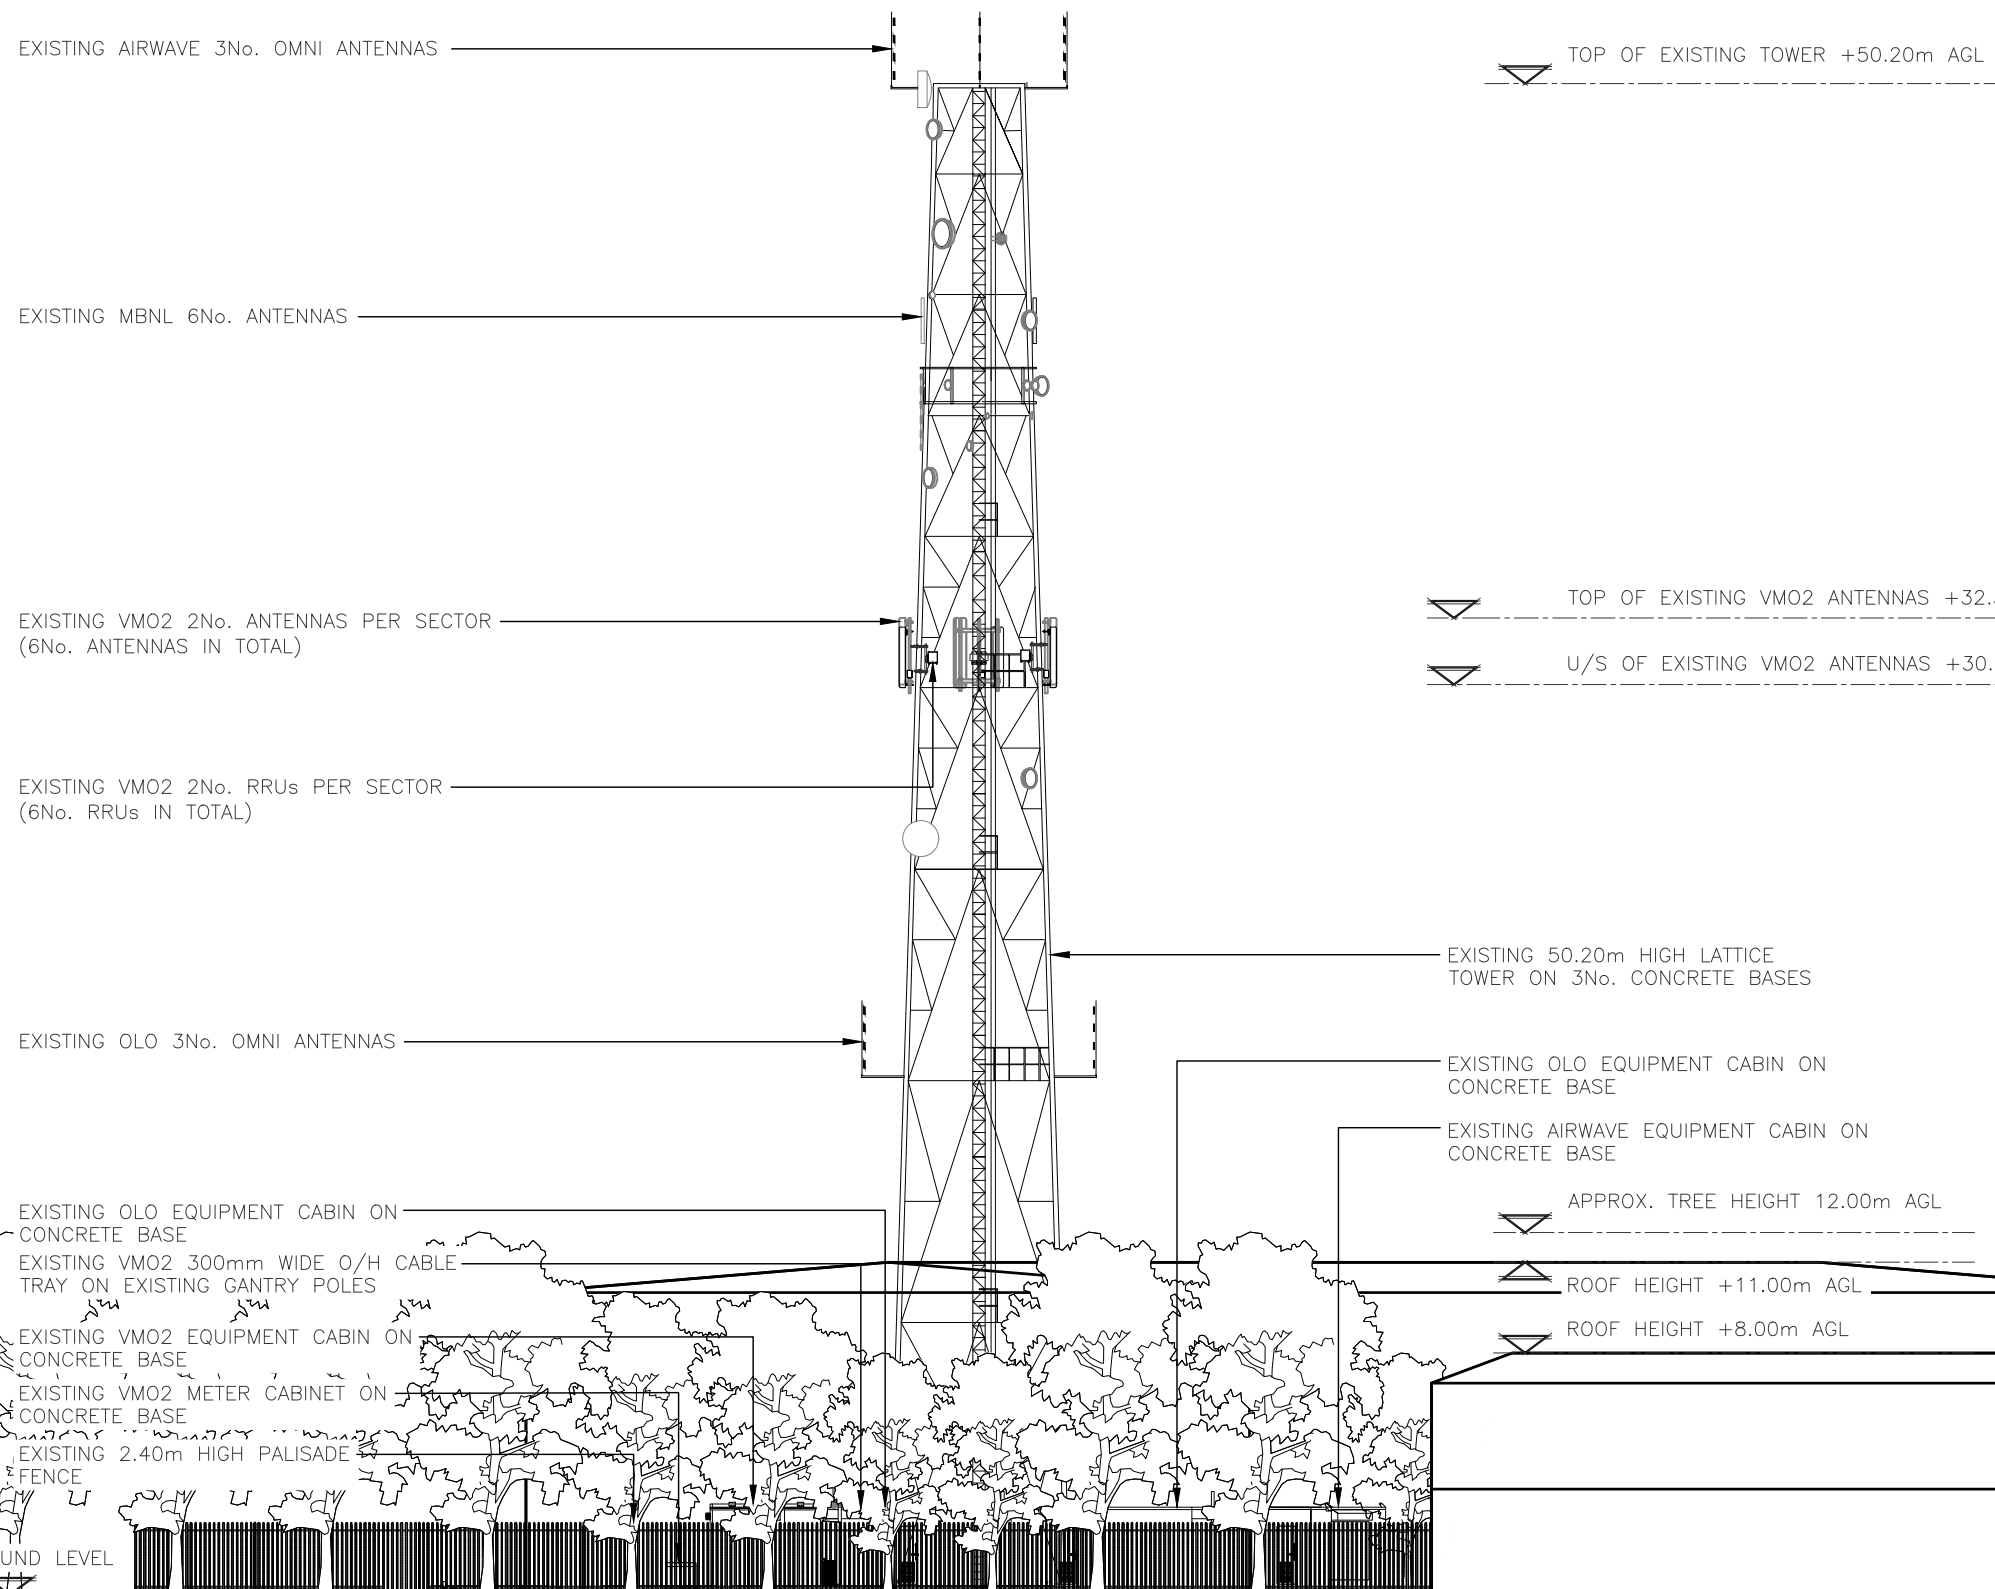 EXISTING AIRWAVE 3No. OMNI ANTENNAS
TOP OF EXISTING TOWER +50.20m AGL
EXISTING MBNL 6No. ANTENNAS
EXISTING VMO2 2No. ANTENNAS PER SECTOR
(6No. ANTENNAS IN TOTAL)
TOP OF EXISTING VMO2 ANTENNAS +32.
U/S OF EXISTING VMO2 ANTENNAS +30.
EXISTING VMO2 2No. RRUs PER SECTOR
(6No. RRUs IN TOTAL)
EXISTING 50.20m HIGH LATTICE
TOWER ON 3No. CONCRETE BASES
EXISTING OLO 3No. OMNI ANTENNAS
EXISTING OLO EQUIPMENT CABIN ON
CONCRETE BASE
EXISTING AIRWAVE EQUIPMENT CABIN ON
CONCRETE BASE
APPROX. TREE HEIGHT 12.00m AGL
EXISTING OLO EQUIPMENT CABIN ON
CONCRETE BASE
EXISTING VMO2 300mm WIDE O/H CABLE
TRAY ON EXISTING GANTRY POLES
ROOF HEIGHT +11.00m AGL
ROOF HEIGHT +8.00m AGL
EXISTING VMO2 EQUIPMENT CABIN ON
CONCRETE BASE
EXISTING VMO2 METER CABINET ON
CONCRETE BASE
EXISTING 2.40m HIGH PALISADE
FENCE
UND LEVEL